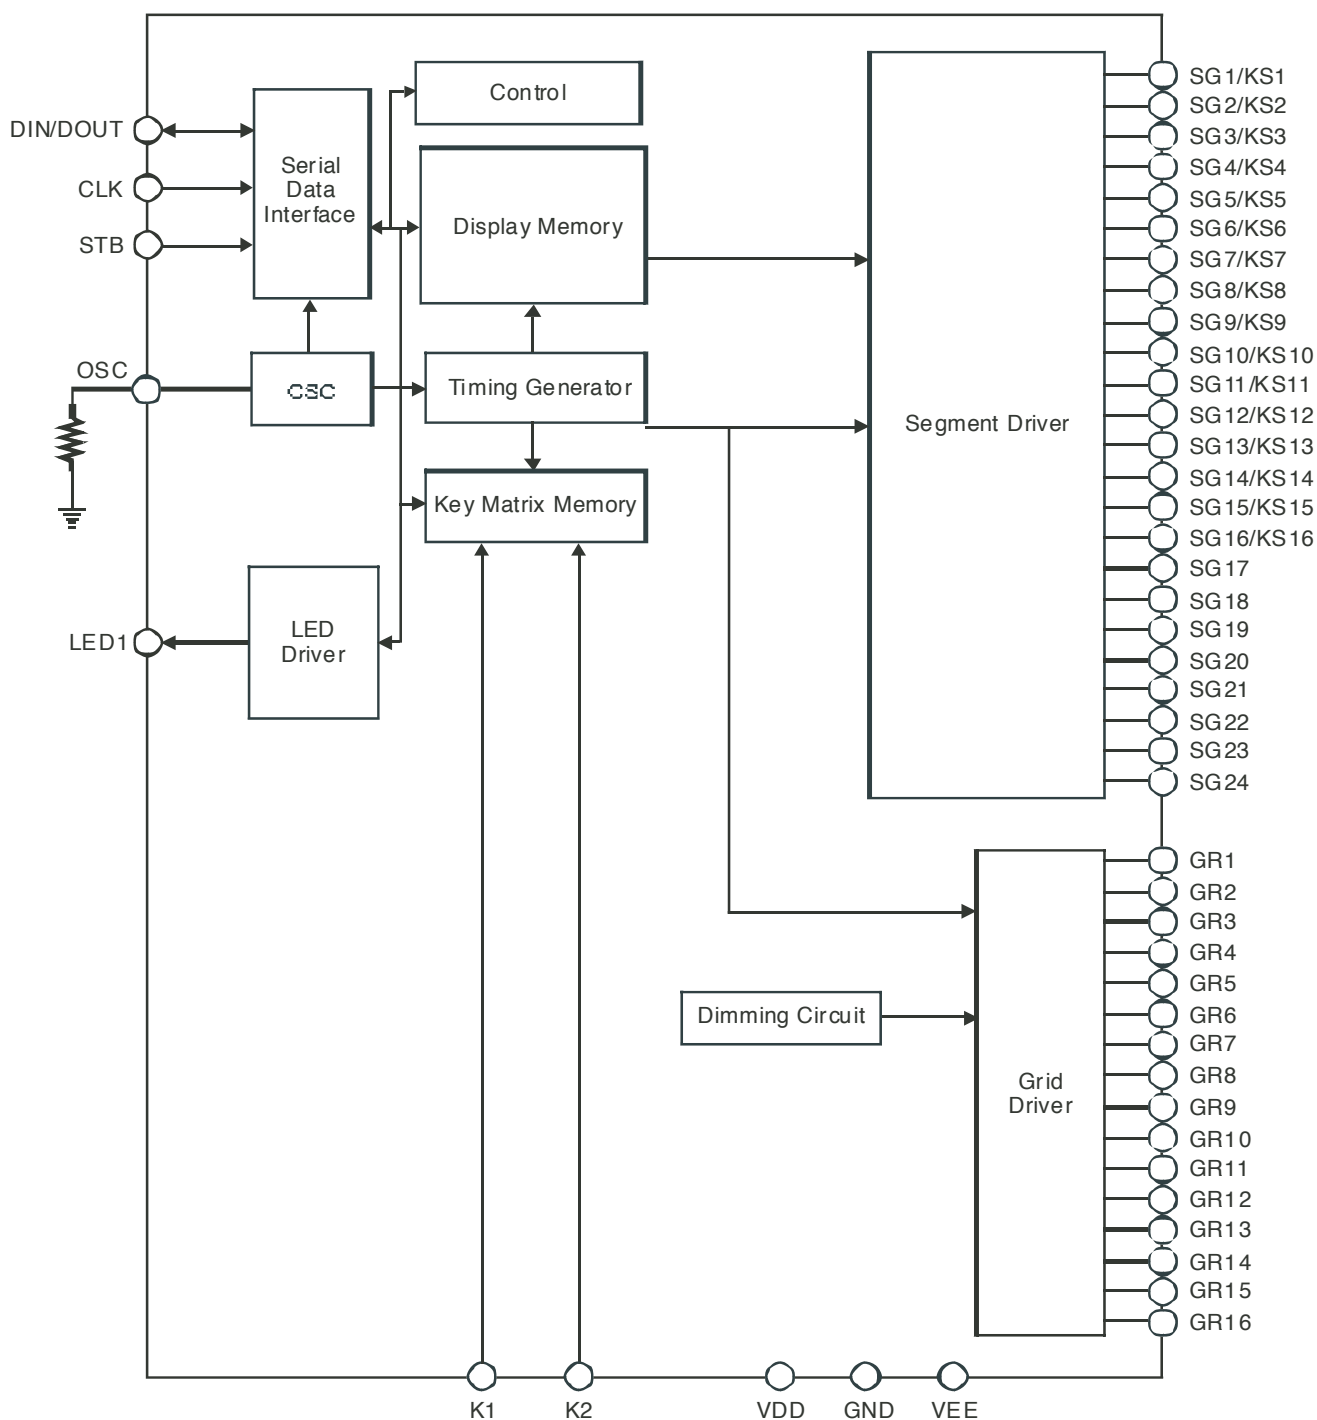 Control
DIN/DOUT
CLK
STB
Serial
Data
Interface
Display Memory
OSC
OSC
Timing Generator
Key Matrix Memory
LED1
LED
Driver
Segment Driver
SG1/KS1
SG2/KS2
SG3/KS3
SG4/KS4
SG5/KS5
SG6/KS6
SG7/KS7
SG8/KS8
SG9/KS9
SG10/KS10
SG11/KS11
SG12/KS12
SG13/KS13
SG14/KS14
SG15/KS15
SG16/KS16
SG17
SG18
SG19
SG20
SG21
SG22
SG23
SG24
Dimming Circuit
Grid
Driver
GR1
GR2
GR3
GR4
GR5
GR6
GR7
GR8
GR9
GR10
GR11
GR12
GR13
GR14
GR15
GR16
K1
K2
VDD
GND
VEE